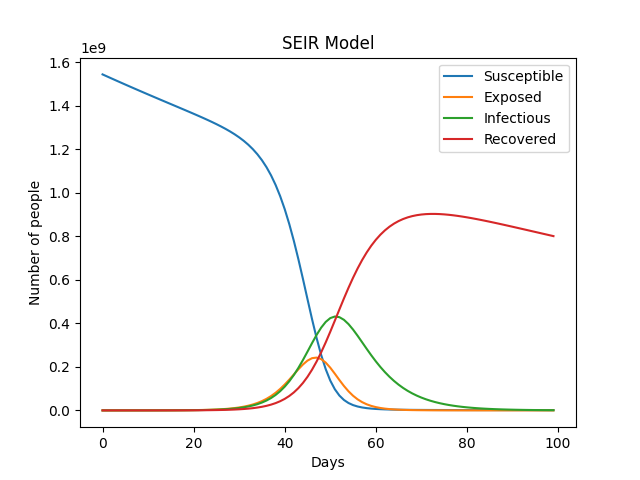 SEIR Model
1e9
1.6
1.4
1.2
1.0
0.8
0.6
0.4
0.2
0.0
Number of people
Susceptible
Exposed
Infectious
Recovered
0 20 40 60 80 100
Days